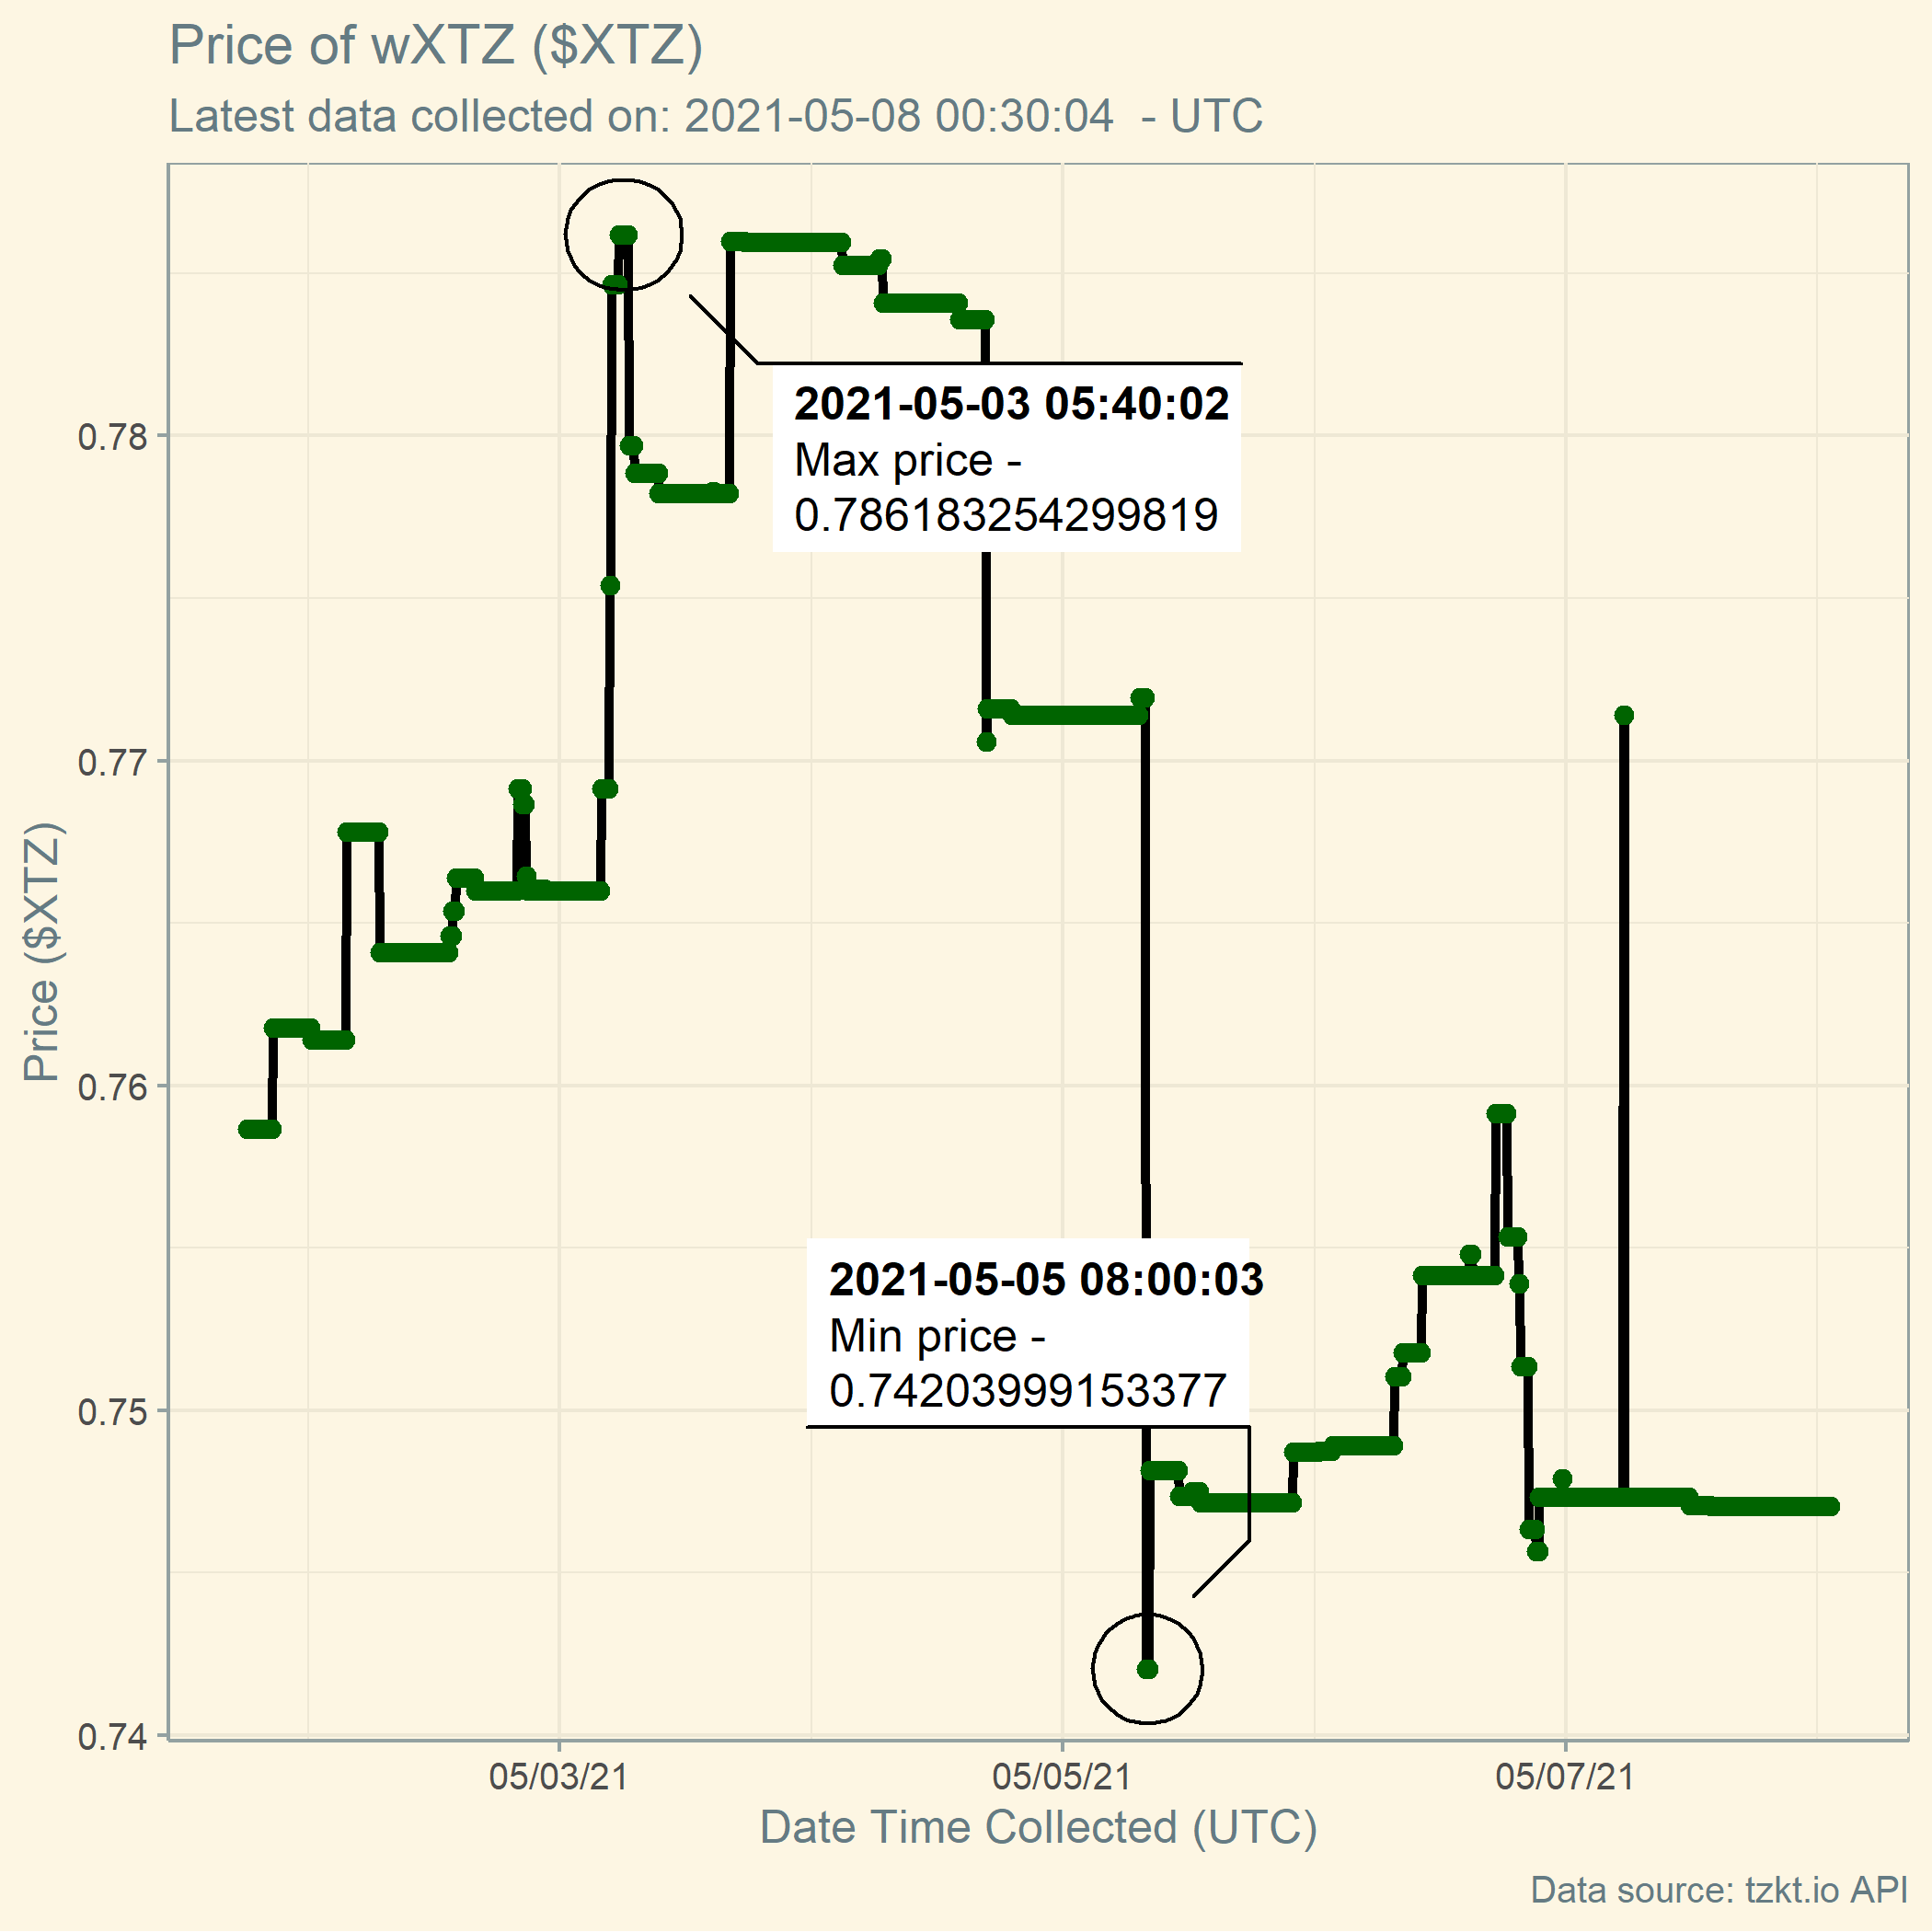 Price of wXTZ ($XTZ)
Latest data collected on: 2021-05-08 00:30:04  - UTC
2021-05-03 05:40:02
Max price -
0.786183254299819
0.78
0.77
Price ($XTZ)
0.76
2021-05-05 08:00:03
Min price -
0.74203999153377
0.75
0.74
05/03/21
05/05/21
05/07/21
Date Time Collected (UTC)
Data source: tzkt.io API